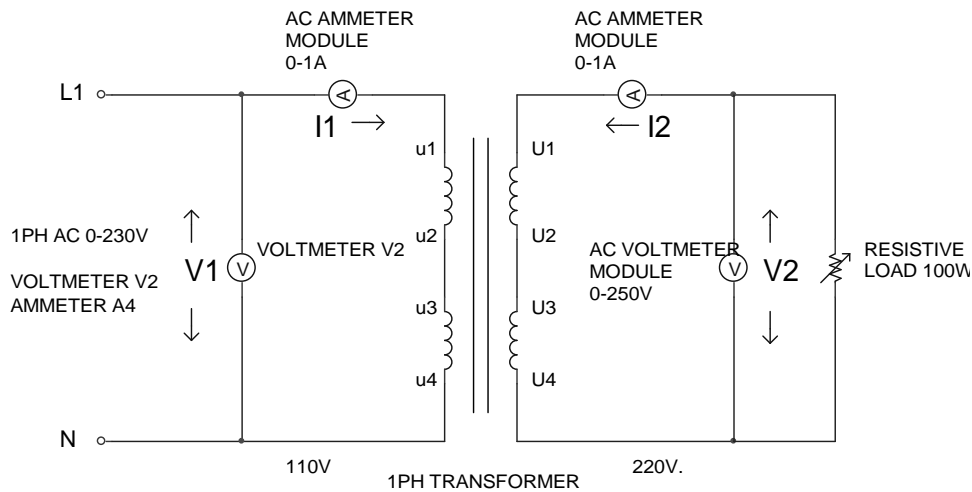 AC AMMETER
MODULE
0-1A
AC AMMETER
MODULE
0-1A
L1
A
A
I1
I2
u1
U1
1PH AC 0-230V
VOLTMETER V2
AMMETER A4
V1
V
VOLTMETER V2
u2
U2
AC VOLTMETER
MODULE
0-250V
V
V2
RESISTIVE
LOAD 100W
u3
U3
u4
U4
N
110V
220V.
1PH TRANSFORMER